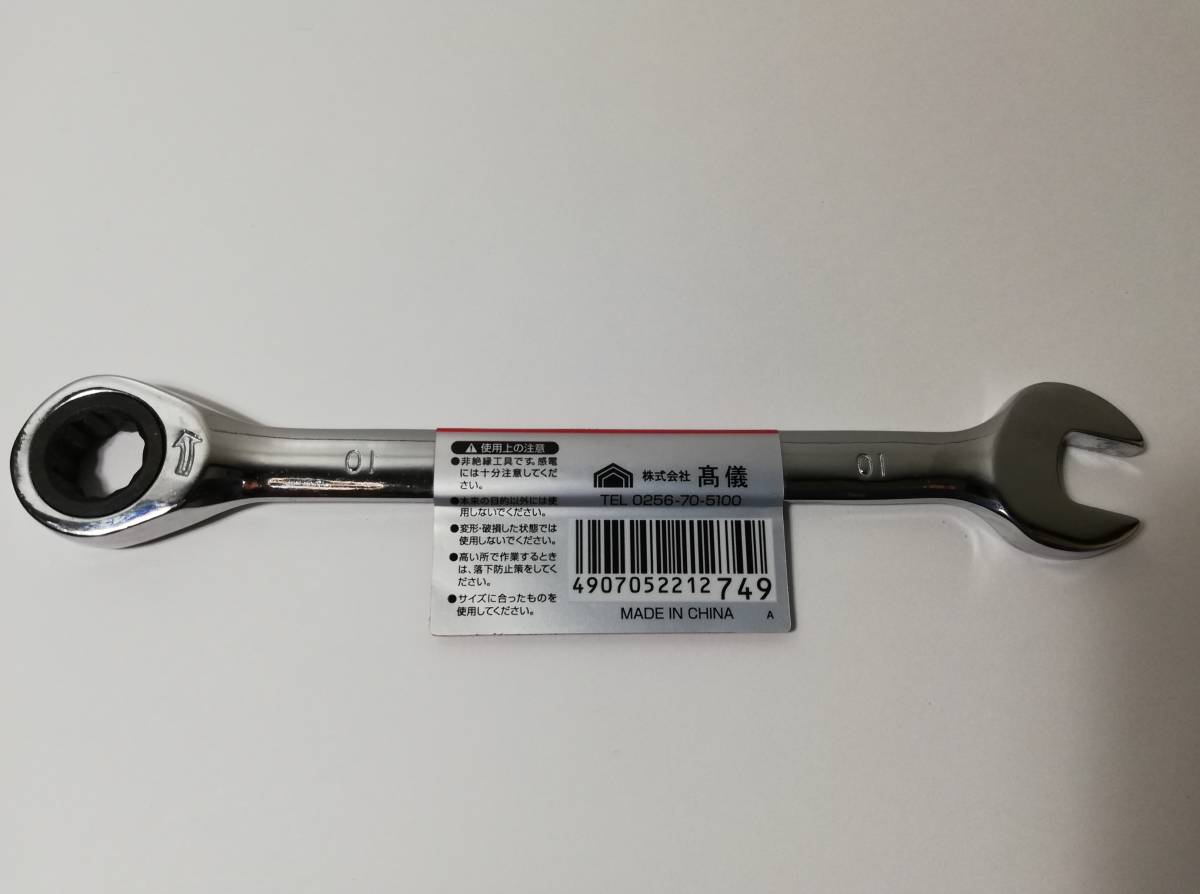 10
使用上の注意
●非絶縁工具です。感電
には十分注意してくだ
さい。
●本来の目的以外には使
用しないでください。
●変形・破損した状態では
使用しないでください。
●高い所で作業するとき
は、落下防止策をしてく
ださい。
●サイズに合ったものを
使用してください。
株式会社 髙儀
TEL 0256-70-5100
4907052212749
MADE IN CHINA A
10